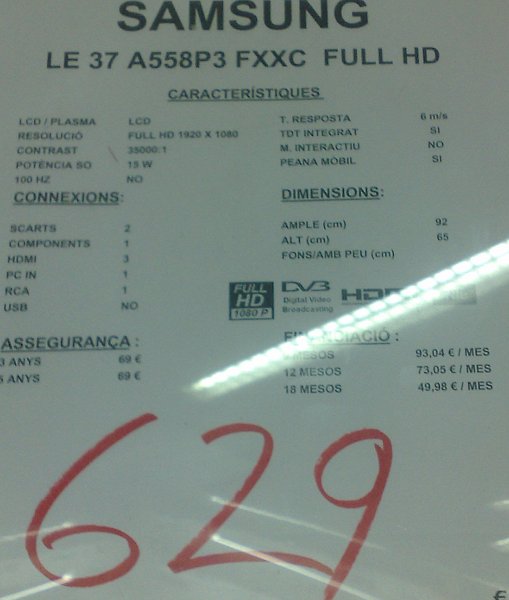 SAMSUNG
LE 37 A558P3 FXXC FULL HD
CARACTERÍSTIQUES
LCD / PLASMA LCD
RESOLUCIÓ FULL HD 1920 X 1080
CONTRAST 35000:1
POTÈNCIA SO 15 W
100 HZ NO
T. RESPOSTA 6 m/s
TDT INTEGRAT SI
M. INTERACTIU NO
PEANA MÒBIL SI
CONNEXIONS:
SCARTS 2
COMPONENTS 1
HDMI 3
PC IN 1
RCA 1
USB NO
DIMENSIONS:
AMPLE (cm) 92
ALT (cm) 65
FONS/AMB PEU (cm)
FULL HD 1080 P
DVB
Digital Video
Broadcasting
ASSEGURANÇA :
3 ANYS 69 €
5 ANYS 69 €
FINANCIACIÓ :
MESOS 93,04 € / MES
12 MESOS 73,05 € / MES
18 MESOS 49,98 € / MES
629
€